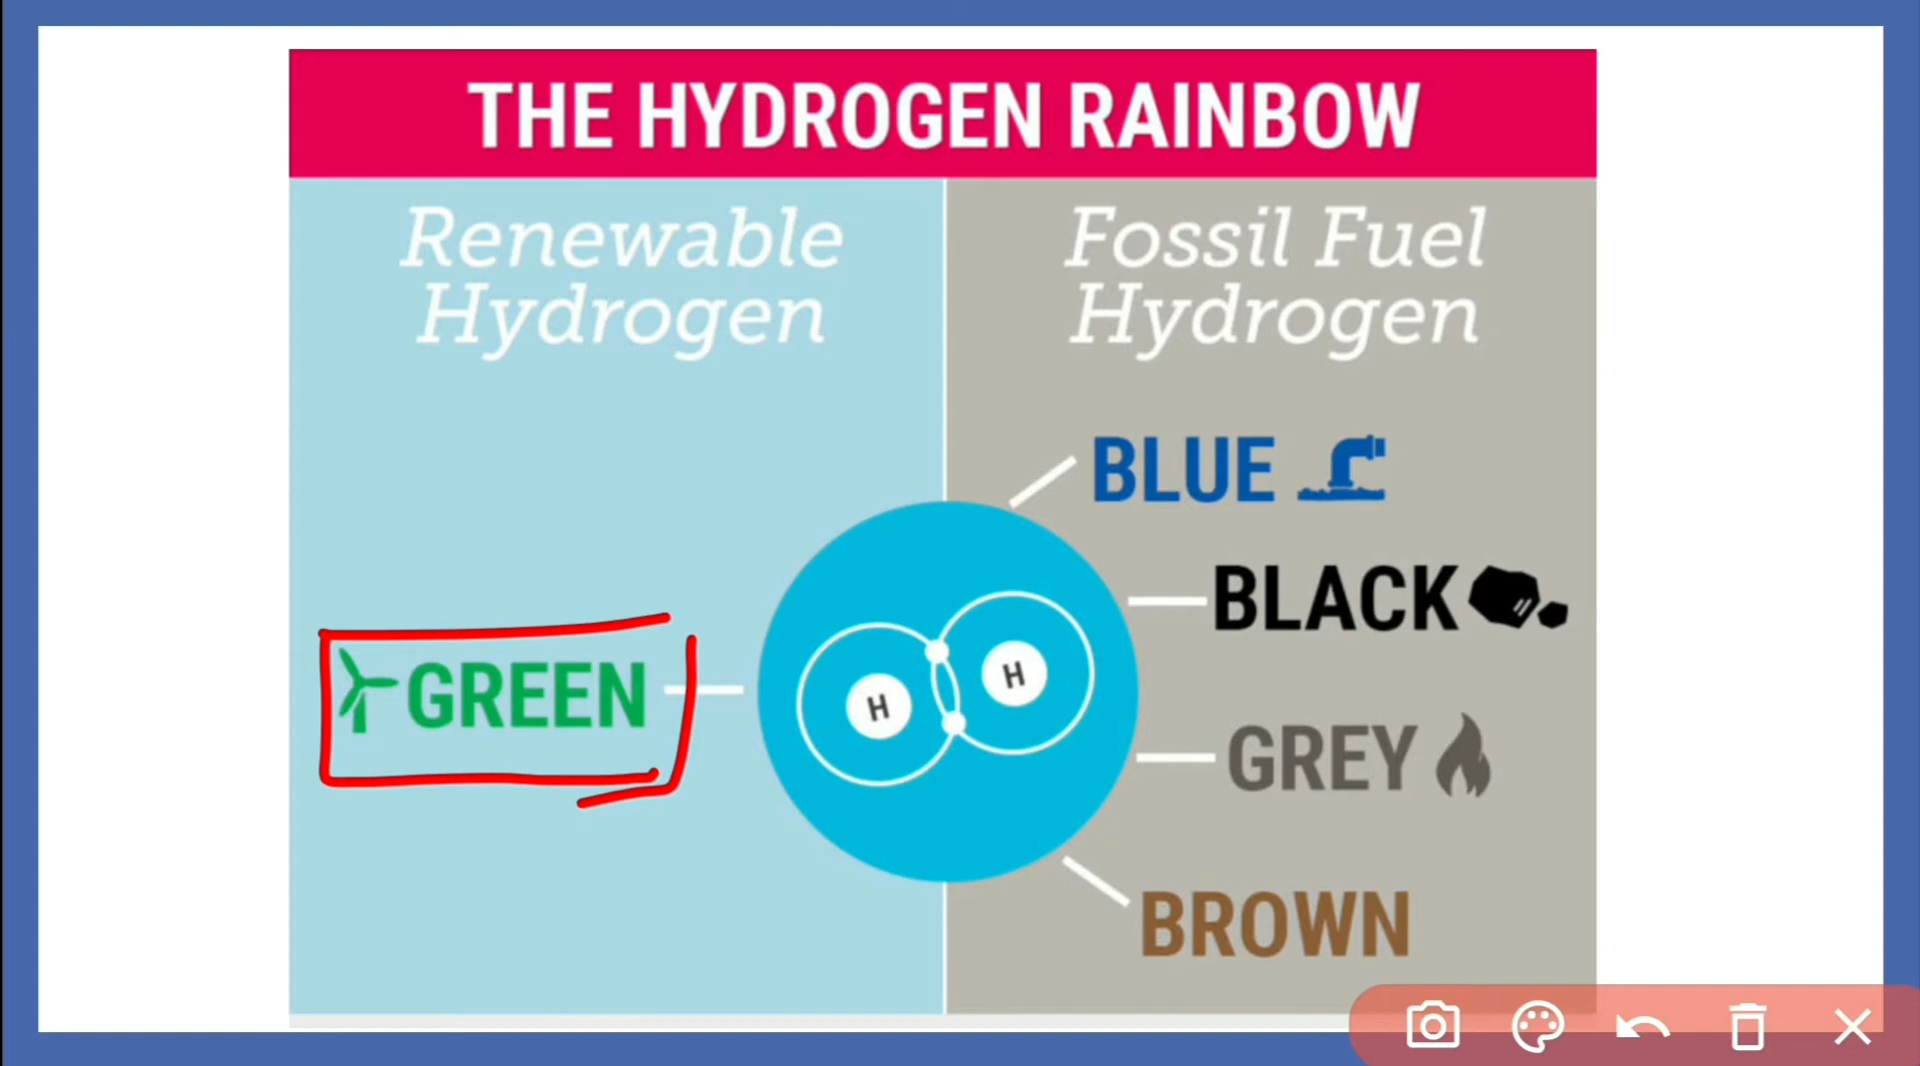 THE HYDROGEN RAINBOW
Renewable
Hydrogen
Fossil Fuel
Hydrogen
BLUE
BLACK
GREEN
H
H
GREY
BROWN